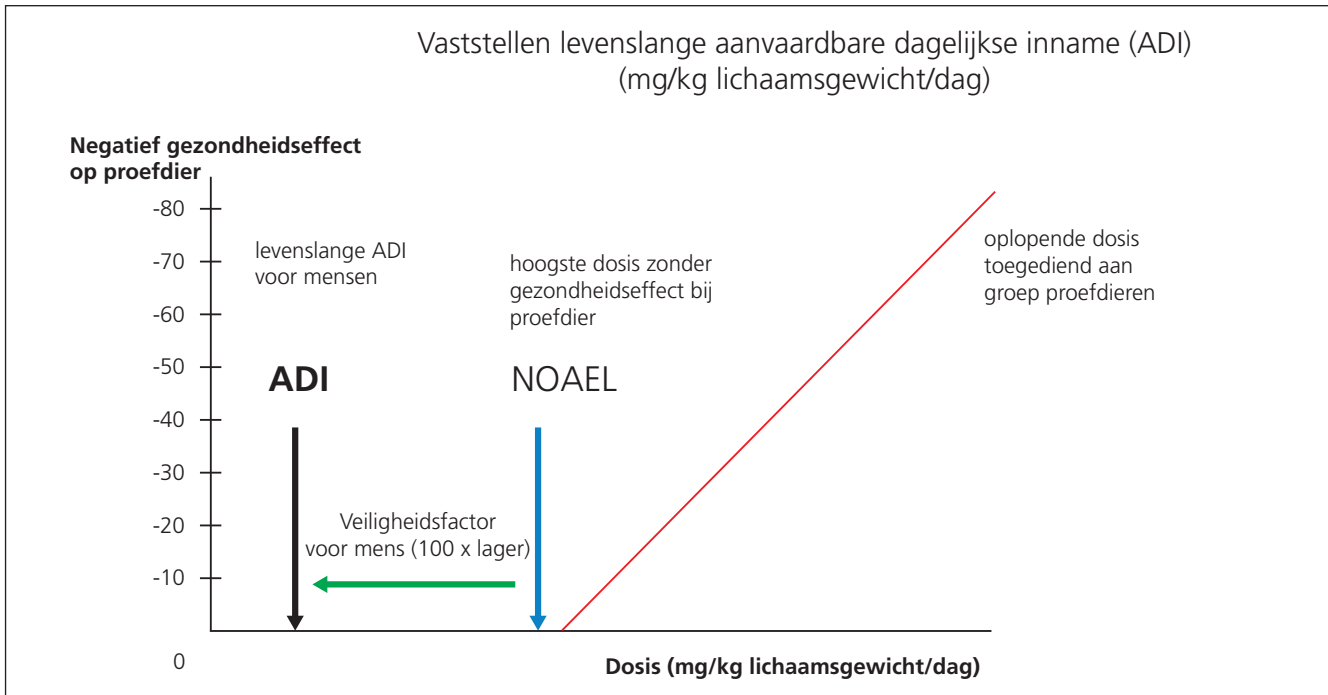 Vaststellen levenslange aanvaardbare dagelijkse inname (ADI)
(mg/kg lichaamsgewicht/dag)
Negatief gezondheidseffect
op proefdier
-80
-70
-60
-50
-40
-30
-20
-10
0
levenslange ADI
voor mensen
ADI
hoogste dosis zonder
gezondheidseffect bij
proefdier
NOAEL
Veiligheidsfactor
voor mens (100 x lager)
oplopende dosis
toegediend aan
groep proefdieren
Dosis (mg/kg lichaamsgewicht/dag)